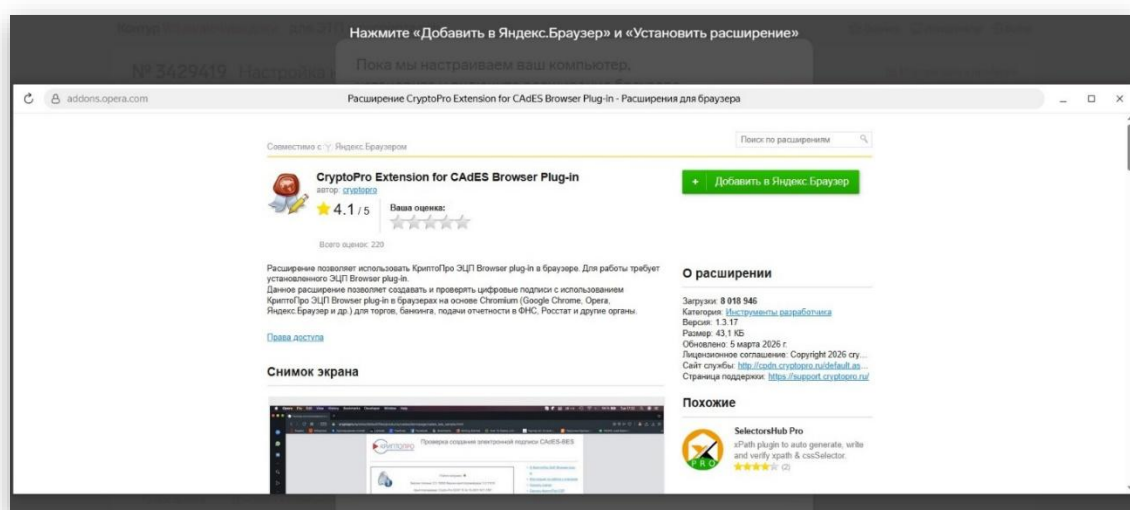 Нажмите «Добавить в Яндекс.Браузер» и «Установить расширение»
№ 3429419 Настройка
Пока мы настраиваем ваш компьютер,
addons.opera.com
Расширение CryptoPro Extension for CAdES Browser Plug-in - Расширения для браузера
Совместимо с Яндекс.Браузером
Поиск по расширениям
CryptoPro Extension for CAdES Browser Plug-in
автор: cryptopro
4.1 / 5
Ваша оценка:
Всего оценок: 220
+ Добавить в Яндекс.Браузер
Расширение позволяет использовать КриптоПро ЭЦП Browser plug-in в браузере. Для работы требует
установленного ЭЦП Browser plug-in.
Данное расширение позволяет создавать и проверять цифровые подписи с использованием
КриптоПро ЭЦП Browser plug-in в браузерах на основе Chromium (Google Chrome, Opera,
Яндекс.Браузер и др.) для торгов, банкинга, подачи отчетности в ФНС, Росстат и другие органы.
Права доступа
Снимок экрана
КРИПТОПРО
Проверка создание электронной подписи CAdES-BES
О расширении
Загрузки: 8 018 946
Категория: Инструменты разработчика
Версия: 1.3.17
Размер: 43,1 КБ
Обновлено: 5 марта 2026 г.
Лицензионное соглашение: Copyright 2026 cry...
Сайт службы: http://cpdn.cryptopro.ru/default.as...
Страница поддержки: https://support.cryptopro.ru/
Похожие
SelectorsHub Pro
xPath plugin to auto generate, write
and verify xpath & cssSelector.
(2)
PRO